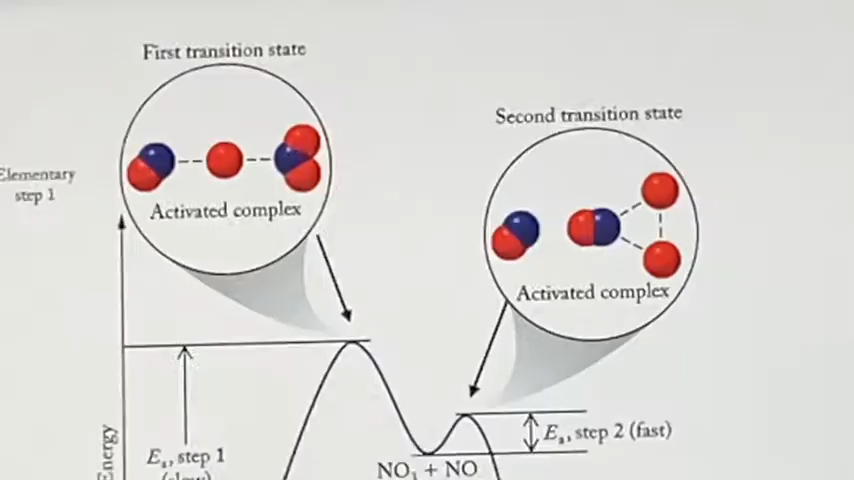 First transition state
Second transition state
Elementary
step 1
Activated complex
Activated complex
Energy
Eₐ, step 1
(slow)
Eₐ, step 2 (fast)
NO₃ + NO